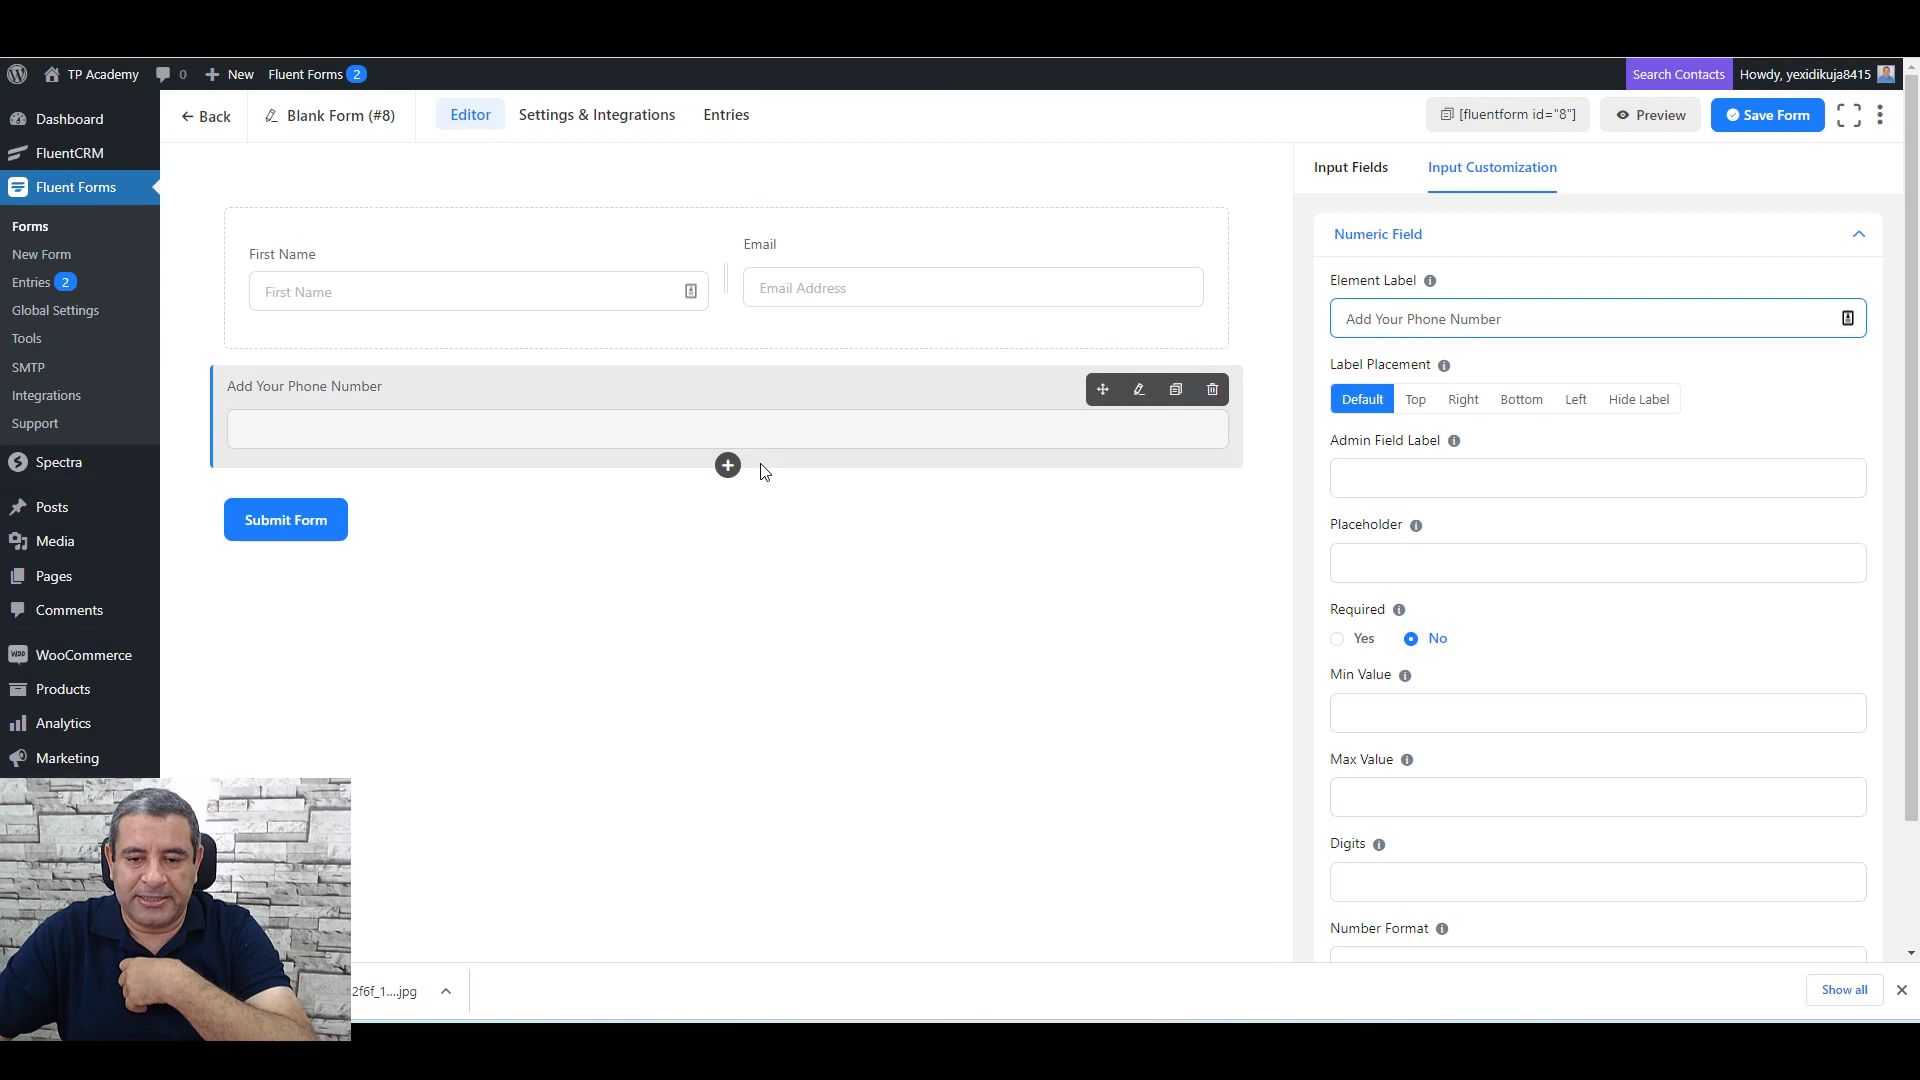 TP Academy
0
New
Fluent Forms 2
Search Contacts
Howdy, yexidikuja8415
Dashboard
FluentCRM
Fluent Forms
Forms
New Form
Entries 2
Global Settings
Tools
SMTP
Integrations
Support
Spectra
Posts
Media
Pages
Comments
WooCommerce
Products
Analytics
Marketing
Back
Blank Form (#8)
Editor
Settings & Integrations
Entries
[fluentform id="8"]
Preview
Save Form
First Name
First Name
Email
Email Address
Add Your Phone Number
Submit Form
Input Fields
Input Customization
Numeric Field
Element Label
Add Your Phone Number
Label Placement
Default Top Right Bottom Left Hide Label
Admin Field Label
Placeholder
Required
Yes No
Min Value
Max Value
Digits
Number Format
2f6f_1....jpg
Show all